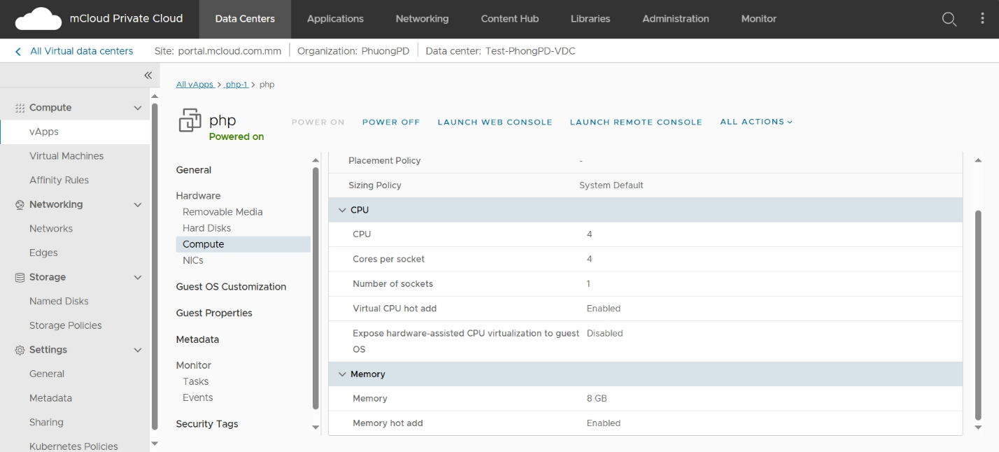 mCloud Private Cloud
Data Centers
Applications
Networking
Content Hub
Libraries
Administration
Monitor
All Virtual data centers
Site: portal.mcloud.com.mm
Organization: PhuongPD
Data center: Test-PhongPD-VDC
Compute
vApps
Virtual Machines
Affinity Rules
Networking
Networks
Edges
Storage
Named Disks
Storage Policies
Settings
General
Metadata
Sharing
Kubernetes Policies
All vApps > php-1 > php
php
Powered on
POWER ON
POWER OFF
LAUNCH WEB CONSOLE
LAUNCH REMOTE CONSOLE
ALL ACTIONS
General
Hardware
Removable Media
Hard Disks
Compute
NICs
Guest OS Customization
Guest Properties
Metadata
Monitor
Tasks
Events
Security Tags
Placement Policy -
Sizing Policy System Default
CPU
CPU 4
Cores per socket 4
Number of sockets 1
Virtual CPU hot add Enabled
Expose hardware-assisted CPU virtualization to guest Disabled
OS
Memory
Memory 8 GB
Memory hot add Enabled